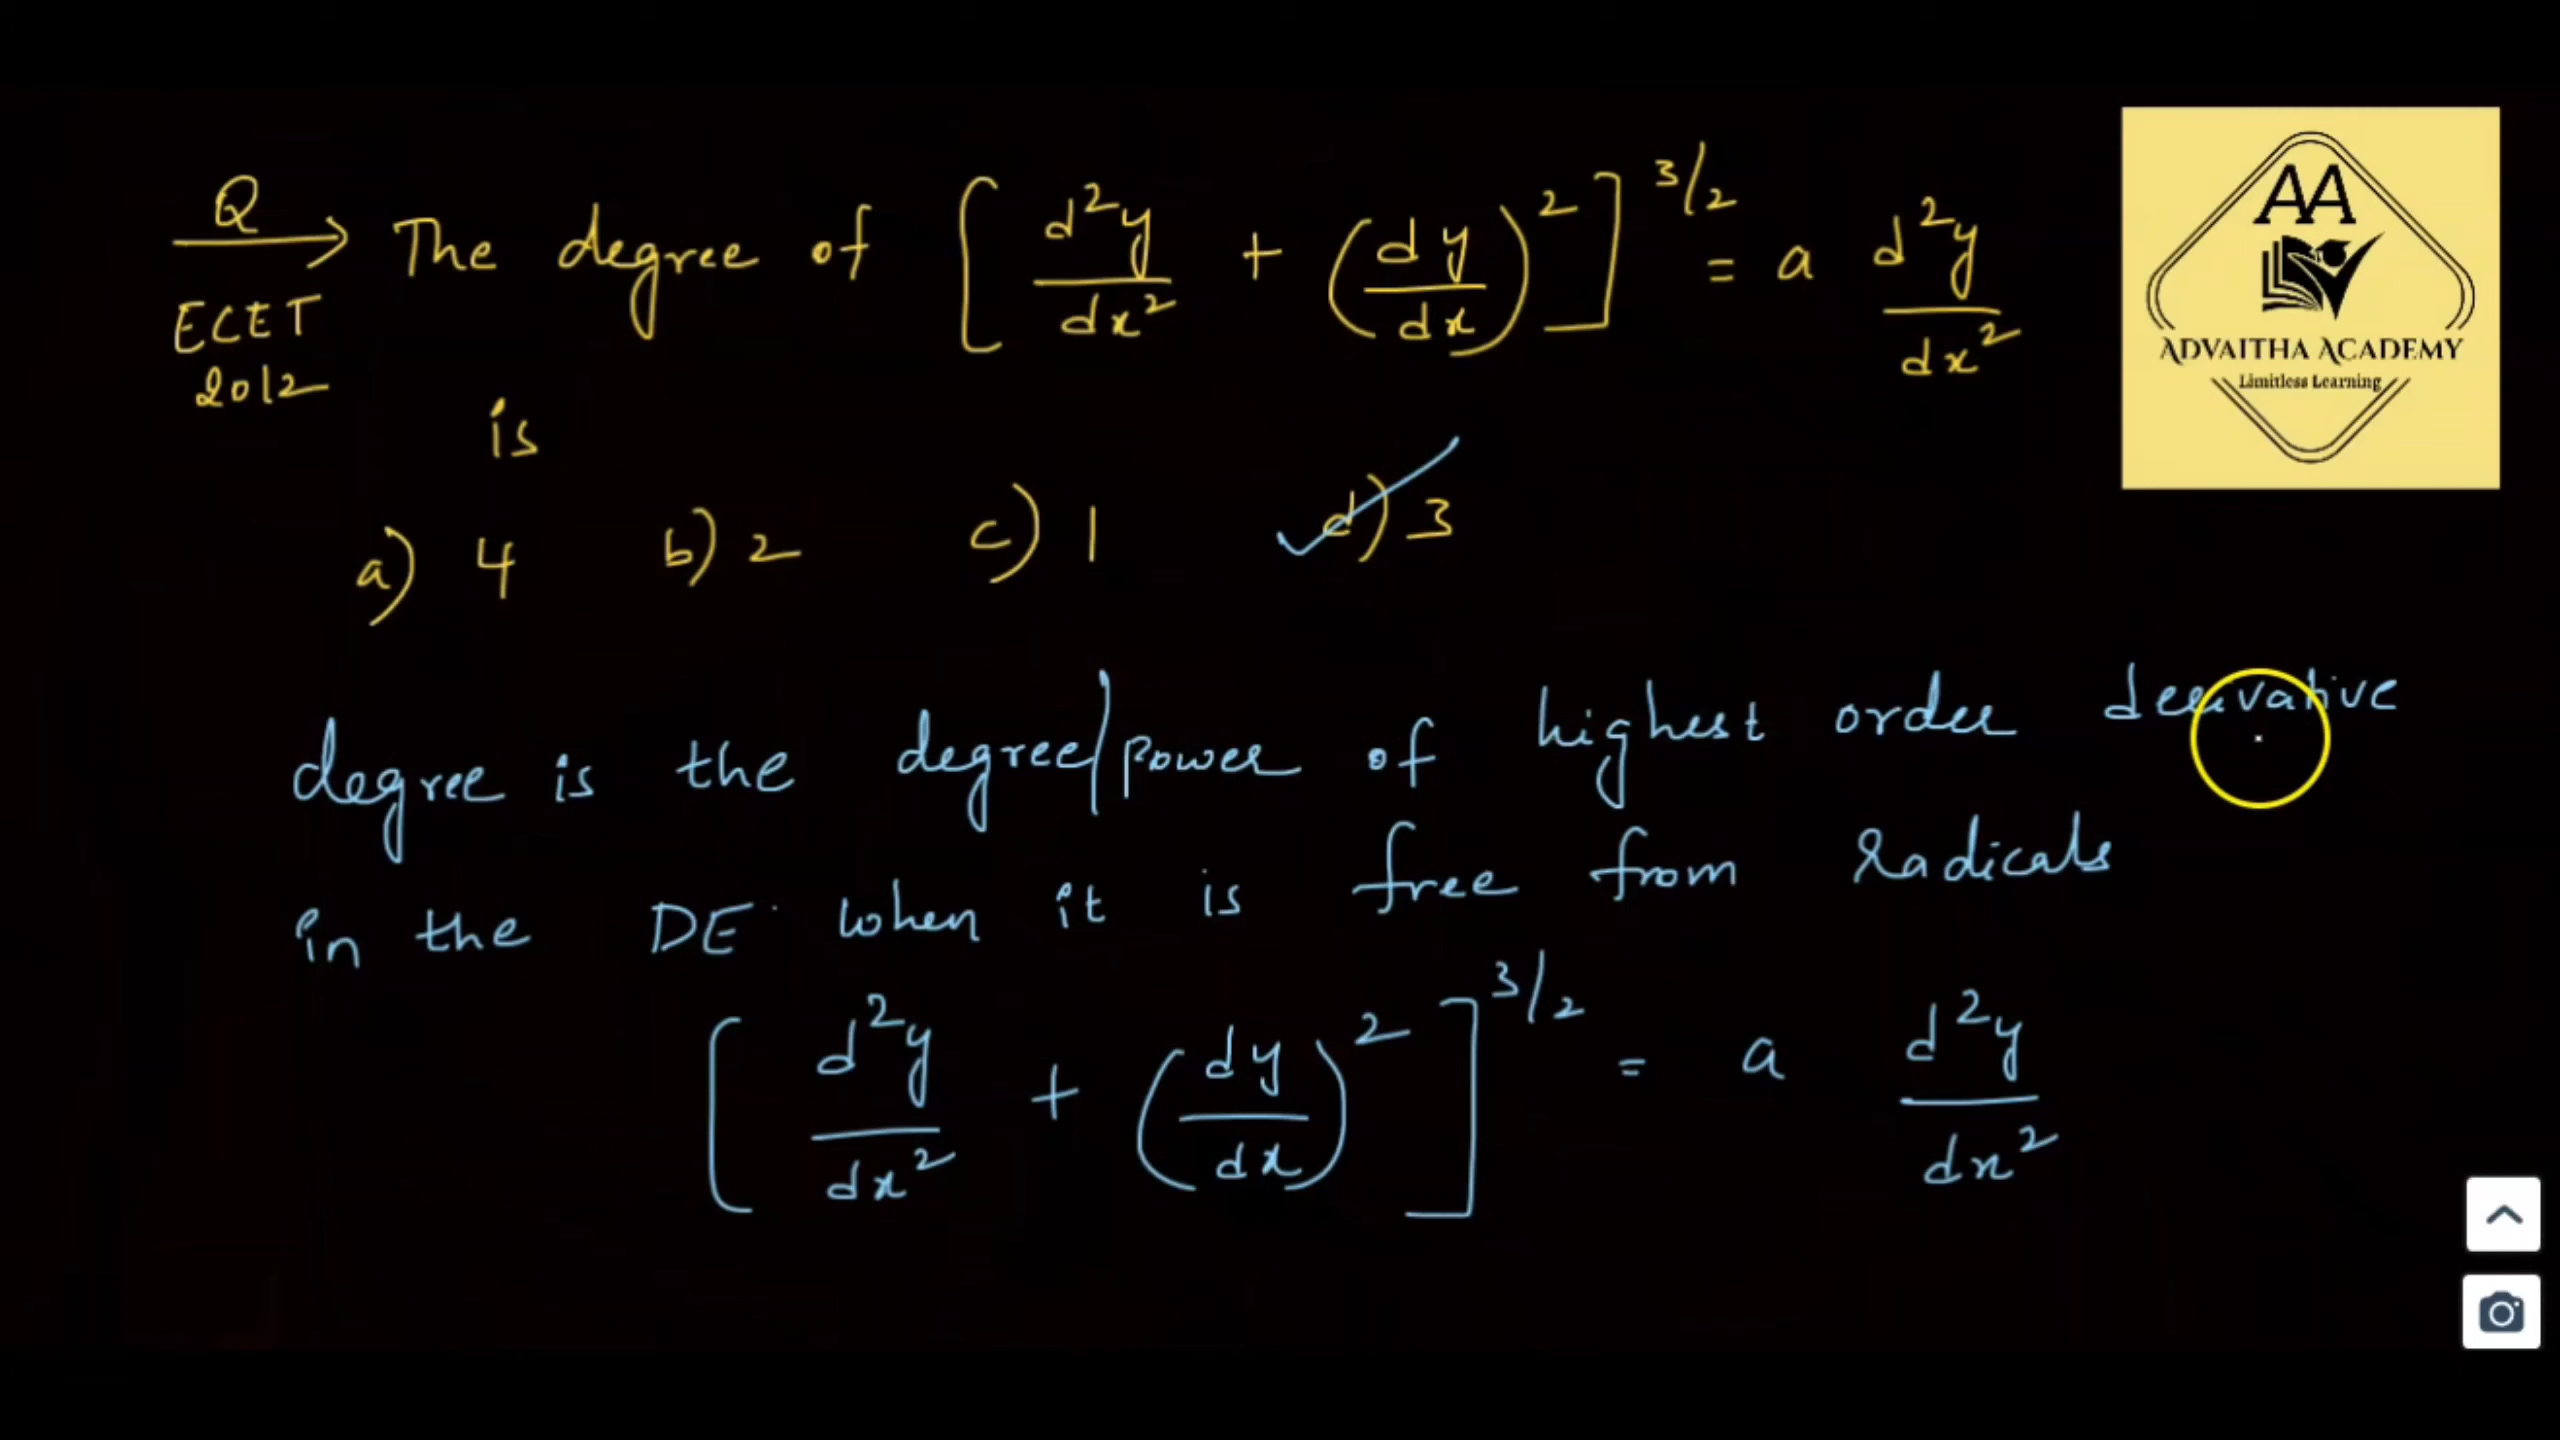 Q
The degree of [d²y/dx² + (dy/dx)²]^3/2 = a d²y/dx²
ECET
2012
is
a) 4 b) 2 c) 1 d) 3
AA
ADVAITHA ACADEMY
Limitless Learning
degree is the degree/power of highest order derivative
in the DE when it is free from radicals
[d²y/dx² + (dy/dx)²]^3/2 = a d²y/dx²